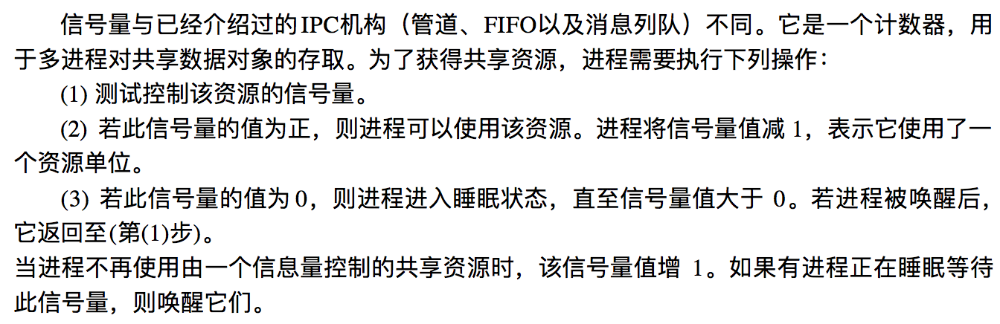 信号量与已经介绍过的IPC机构（管道、FIFO以及消息列队）不同。它是一个计数器，用
于多进程对共享数据对象的存取。为了获得共享资源，进程需要执行下列操作：
(1) 测试控制该资源的信号量。
(2) 若此信号量的值为正，则进程可以使用该资源。进程将信号量值减 1，表示它使用了一
个资源单位。
(3) 若此信号量的值为 0，则进程进入睡眠状态，直至信号量值大于 0。若进程被唤醒后，
它返回至(第(1)步)。
当进程不再使用由一个信息量控制的共享资源时，该信号量值增 1。如果有进程正在睡眠等待
此信号量，则唤醒它们。